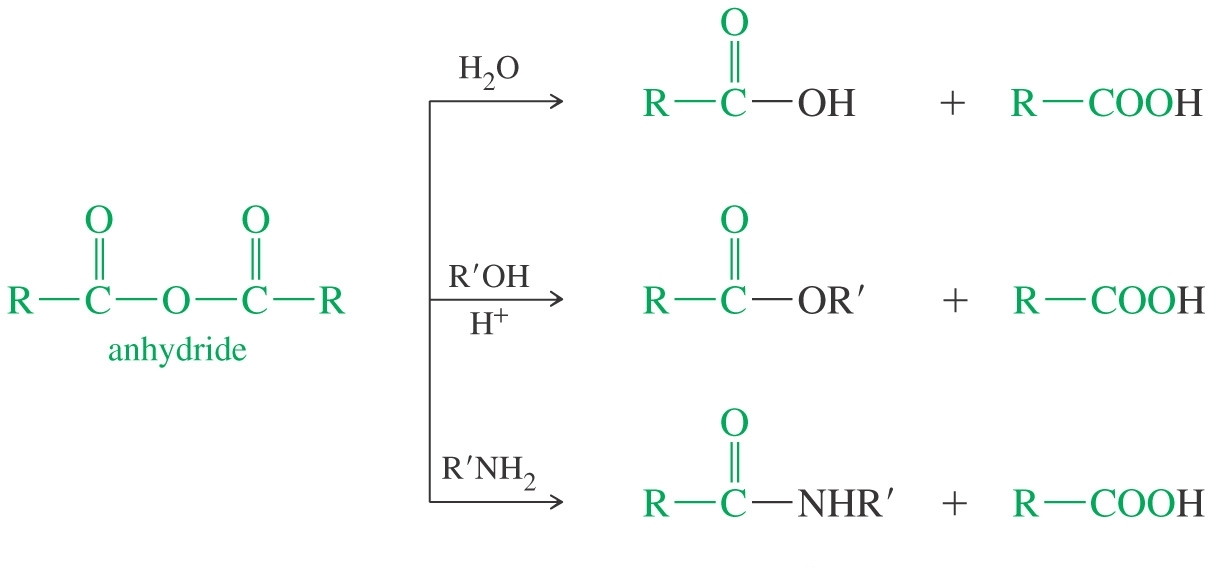 H₂O
O
R—C—OH + R—COOH
O O
R—C—O—C—R
anhydride
R′OH
H⁺
O
R—C—OR′ + R—COOH
R′NH₂
O
R—C—NHR′ + R—COOH